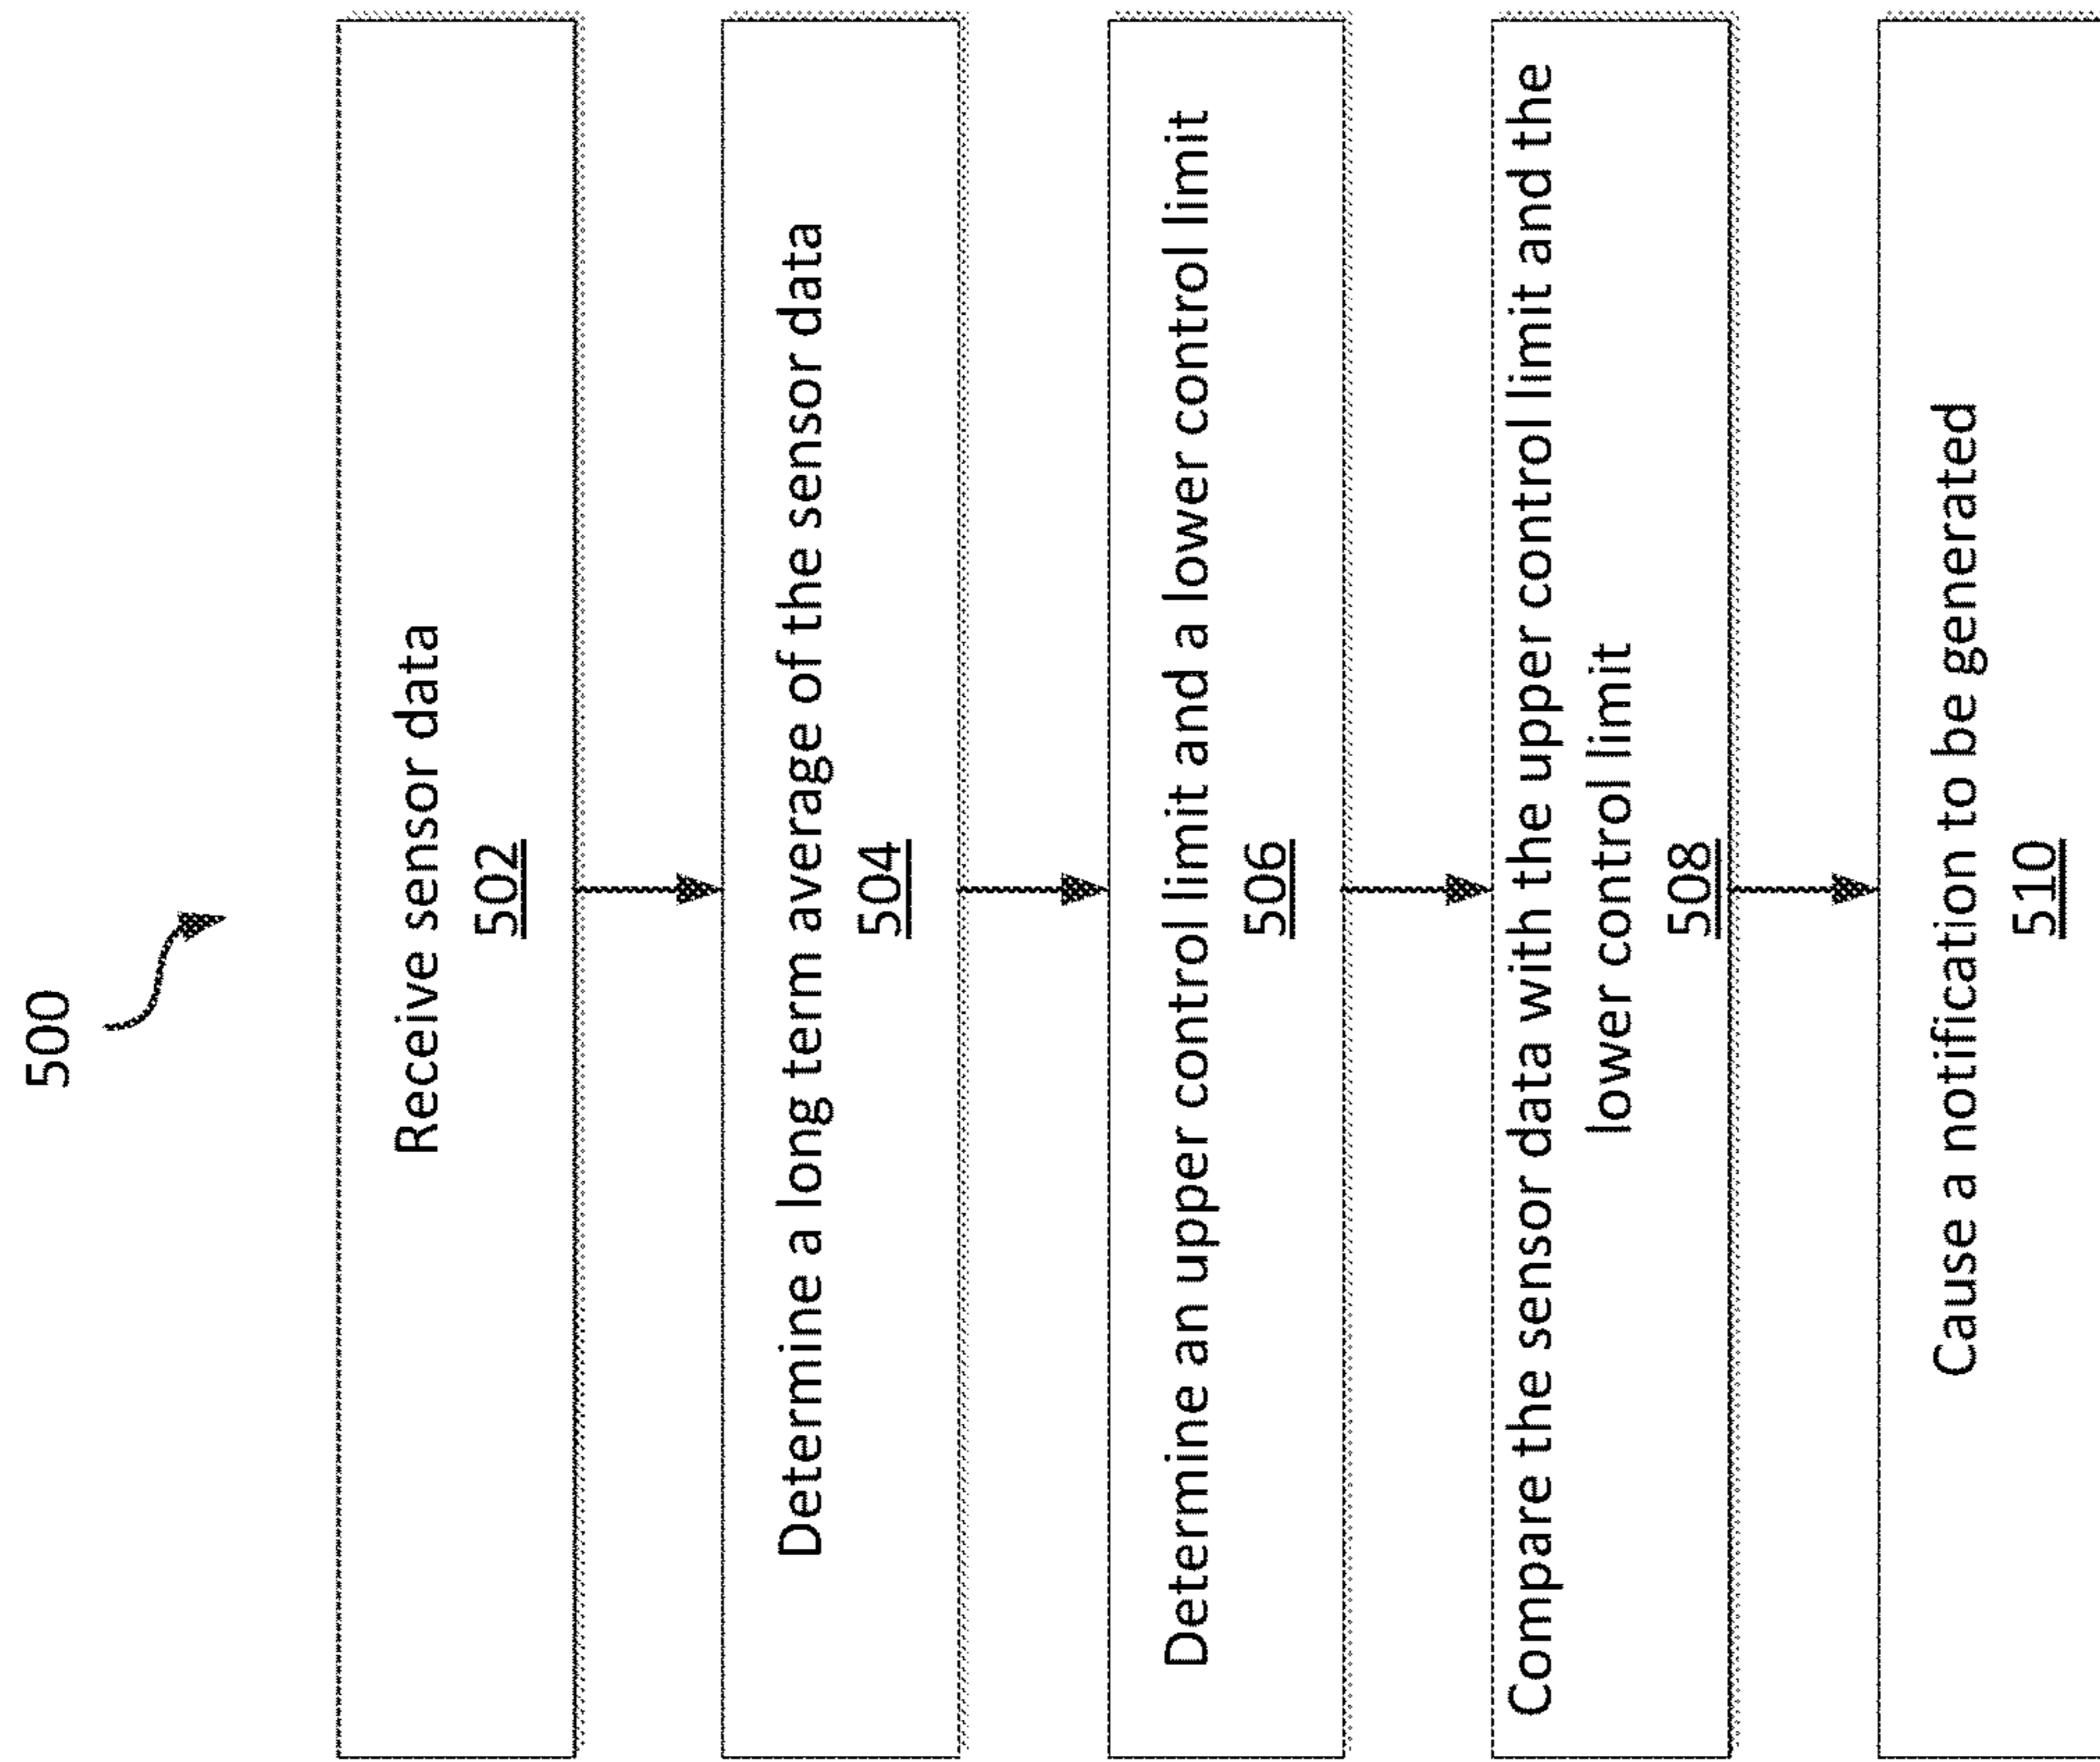 500
Receive sensor data
502
Determine a long term average of the sensor data
504
Determine an upper control limit and a lower control limit
506
Compare the sensor data with the upper control limit and the
lower control limit
508
Cause a notification to be generated
510